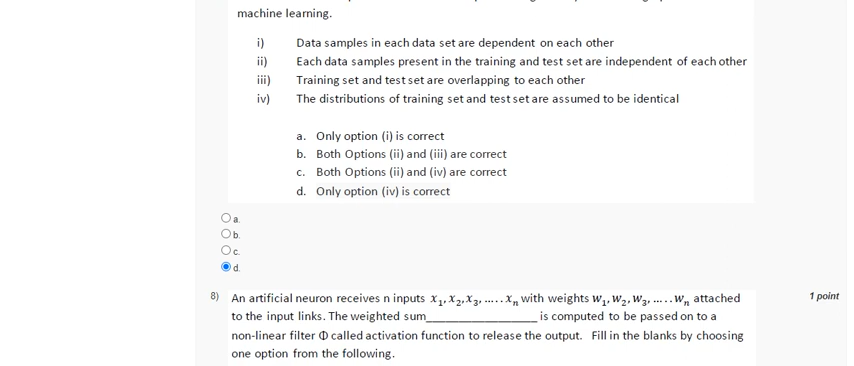 machine learning.
i) Data samples in each data set are dependent on each other
ii) Each data samples present in the training and test set are independent of each other
iii) Training set and test set are overlapping to each other
iv) The distributions of training set and test set are assumed to be identical
a. Only option (i) is correct
b. Both Options (ii) and (iii) are correct
c. Both Options (ii) and (iv) are correct
d. Only option (iv) is correct
a.
b.
c.
d.
8) An artificial neuron receives n inputs x₁, x₂, x₃, ..... xₙ with weights w₁, w₂, w₃, ..... wₙ attached 1 point
to the input links. The weighted sum__________________ is computed to be passed on to a
non-linear filter Φ called activation function to release the output. Fill in the blanks by choosing
one option from the following.